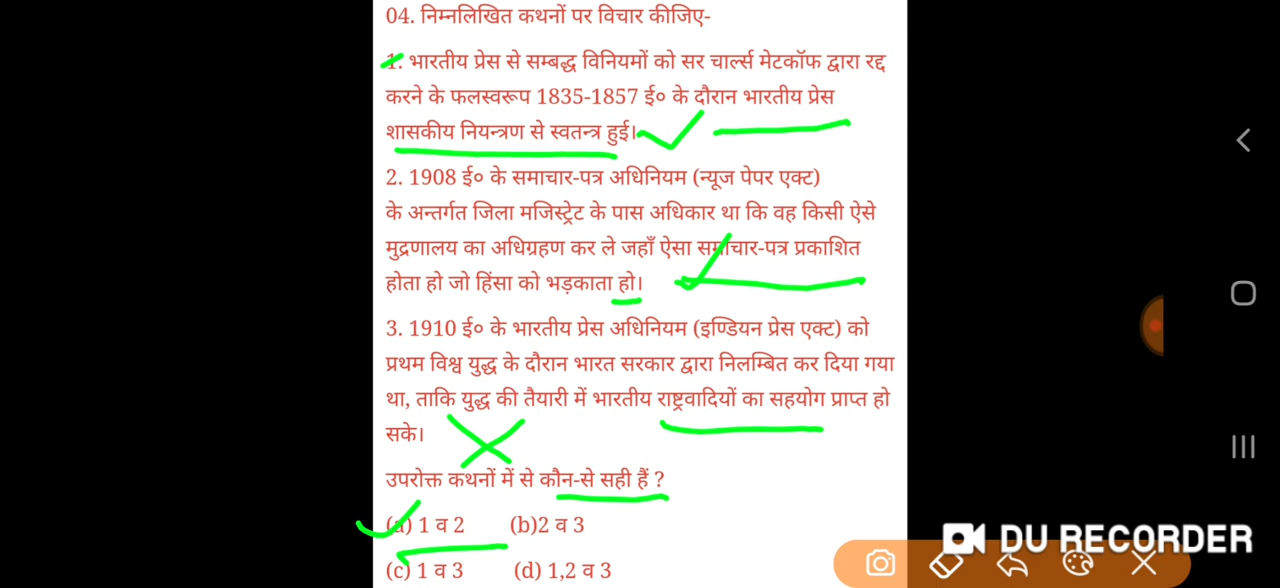 04. निम्नलिखित कथनों पर विचार कीजिए-
1. भारतीय प्रेस से सम्बद्ध विनियमों को सर चार्ल्स मेटकॉफ द्वारा रद्द
करने के फलस्वरूप 1835-1857 ई० के दौरान भारतीय प्रेस
शासकीय नियन्त्रण से स्वतन्त्र हुई।
2. 1908 ई० के समाचार-पत्र अधिनियम (न्यूज पेपर एक्ट)
के अन्तर्गत जिला मजिस्ट्रेट के पास अधिकार था कि वह किसी ऐसे
मुद्रणालय का अधिग्रहण कर ले जहाँ ऐसा समाचार-पत्र प्रकाशित
होता हो जो हिंसा को भड़काता हो।
3. 1910 ई० के भारतीय प्रेस अधिनियम (इण्डियन प्रेस एक्ट) को
प्रथम विश्व युद्ध के दौरान भारत सरकार द्वारा निलम्बित कर दिया गया
था, ताकि युद्ध की तैयारी में भारतीय राष्ट्रवादियों का सहयोग प्राप्त हो
सके।
उपरोक्त कथनों में से कौन-से सही हैं ?
(a) 1 व 2 (b)2 व 3
(c) 1 व 3 (d) 1,2 व 3
DU RECORDER